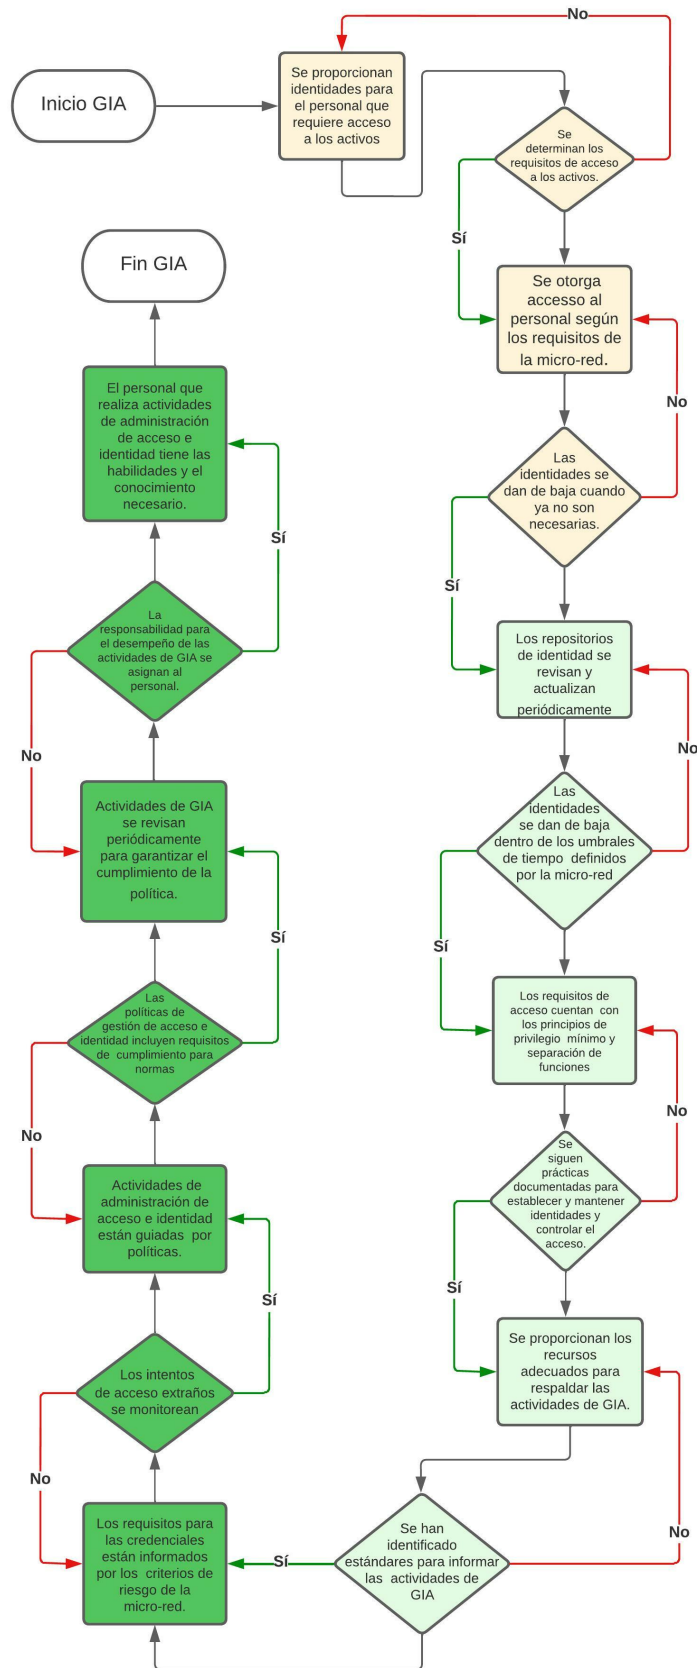 Inicio GIA
Se proporcionan
identidades para
el personal que
requiere acceso
a los activos
No
Se
determinan los
requisitos de acceso
a los activos.
Sí
Se otorga
accesso al
personal según
los requisitos de
la micro-red.
No
Las
identidades se
dan de baja cuando
ya no son
necesarias.
Sí
Los repositorios
de identidad se
revisan y
actualizan
periódicamente
No
Las
identidades
se dan de baja
dentro de los umbrales
de tiempo definidos
por la micro-red
Sí
Los requisitos de
acceso cuentan con
los principios de
privilegio mínimo y
separación de
funciones
No
Se
siguen
prácticas
documentadas para
establecer y mantener
identidades y
controlar el
acceso.
Sí
Se proporcionan los
recursos
adecuados para
respaldar las
actividades de GIA.
No
Se han
identificado
estándares para informar
las actividades de
GIA
Sí
Los requisitos para
las credenciales
están informados
por los criterios de
riesgo de la
micro-red.
No
Los intentos
de acceso extraños
se monitorean
Sí
Actividades de
administración de
acceso e identidad
están guiadas por
políticas.
No
Las
políticas de
gestión de acceso e
identidad incluyen requisitos
de cumplimiento para
normas
Sí
Actividades de GIA
se revisan
periódicamente
para garantizar el
cumplimiento de la
política.
No
La
responsabilidad para
el desempeño de las
actividades de GIA se
asignan al
personal.
Sí
El personal que
realiza actividades
de administración
de acceso e
identidad tiene las
habilidades y el
conocimiento
necesario.
Fin GIA